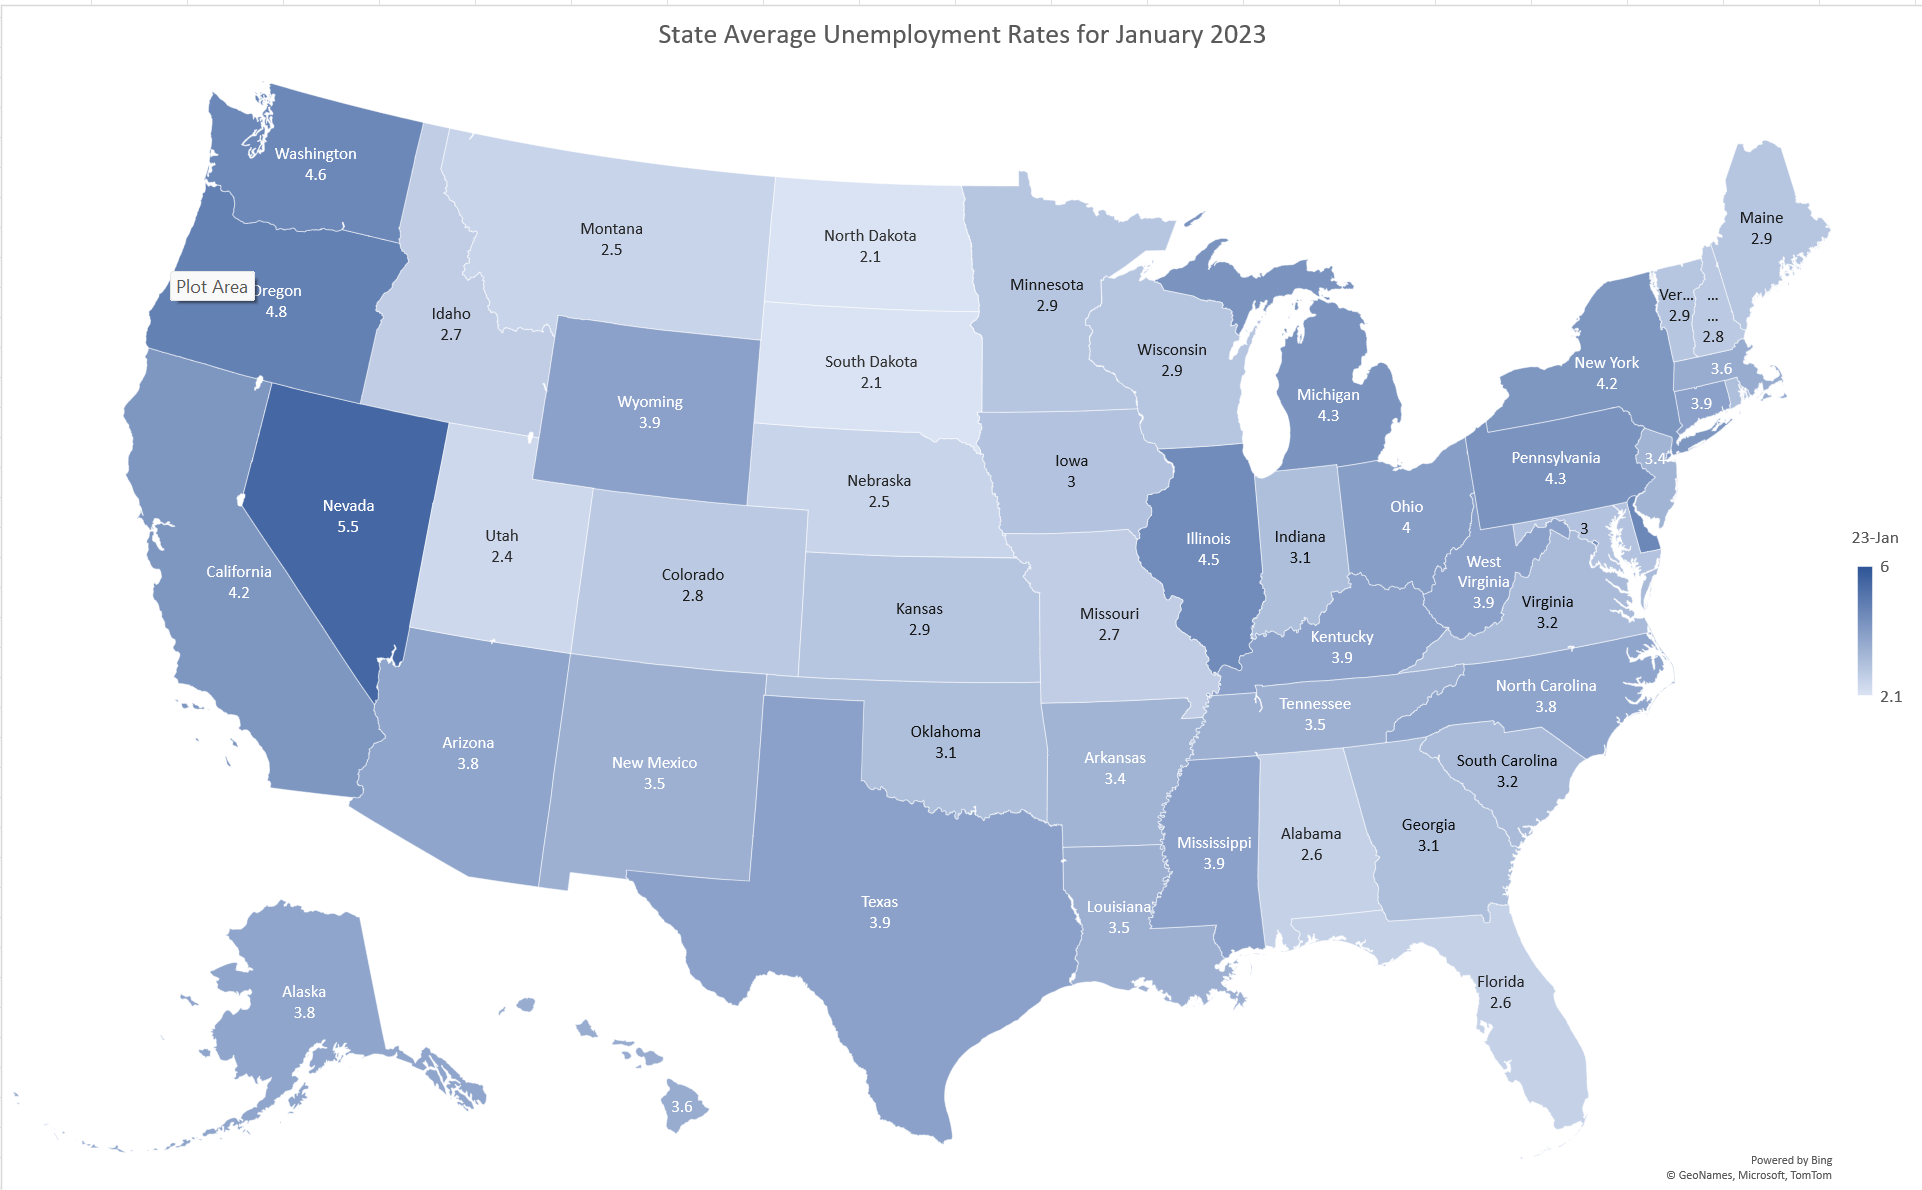 State Average Unemployment Rates for January 2023
Washington
4.6
Montana
2.5
North Dakota
2.1
Minnesota
2.9
Maine
2.9
Plot Area
Oregon
4.8
Idaho
2.7
Ver...
2.9
...
...
2.8
Wisconsin
2.9
South Dakota
2.1
New York
4.2
3.6
Wyoming
3.9
Michigan
4.3
3.9
Iowa
3
Pennsylvania
4.3
3.4
Nebraska
2.5
Nevada
5.5
Utah
2.4
Illinois
4.5
Indiana
3.1
Ohio
4
3
23-Jan
6
2.1
California
4.2
Colorado
2.8
Kansas
2.9
Missouri
2.7
West
Virginia
3.9
Virginia
3.2
Kentucky
3.9
North Carolina
3.8
Tennessee
3.5
Arizona
3.8
New Mexico
3.5
Oklahoma
3.1
Arkansas
3.4
South Carolina
3.2
Mississippi
3.9
Alabama
2.6
Georgia
3.1
Texas
3.9
Louisiana
3.5
Florida
2.6
Alaska
3.8
3.6
Powered by Bing
© GeoNames, Microsoft, TomTom